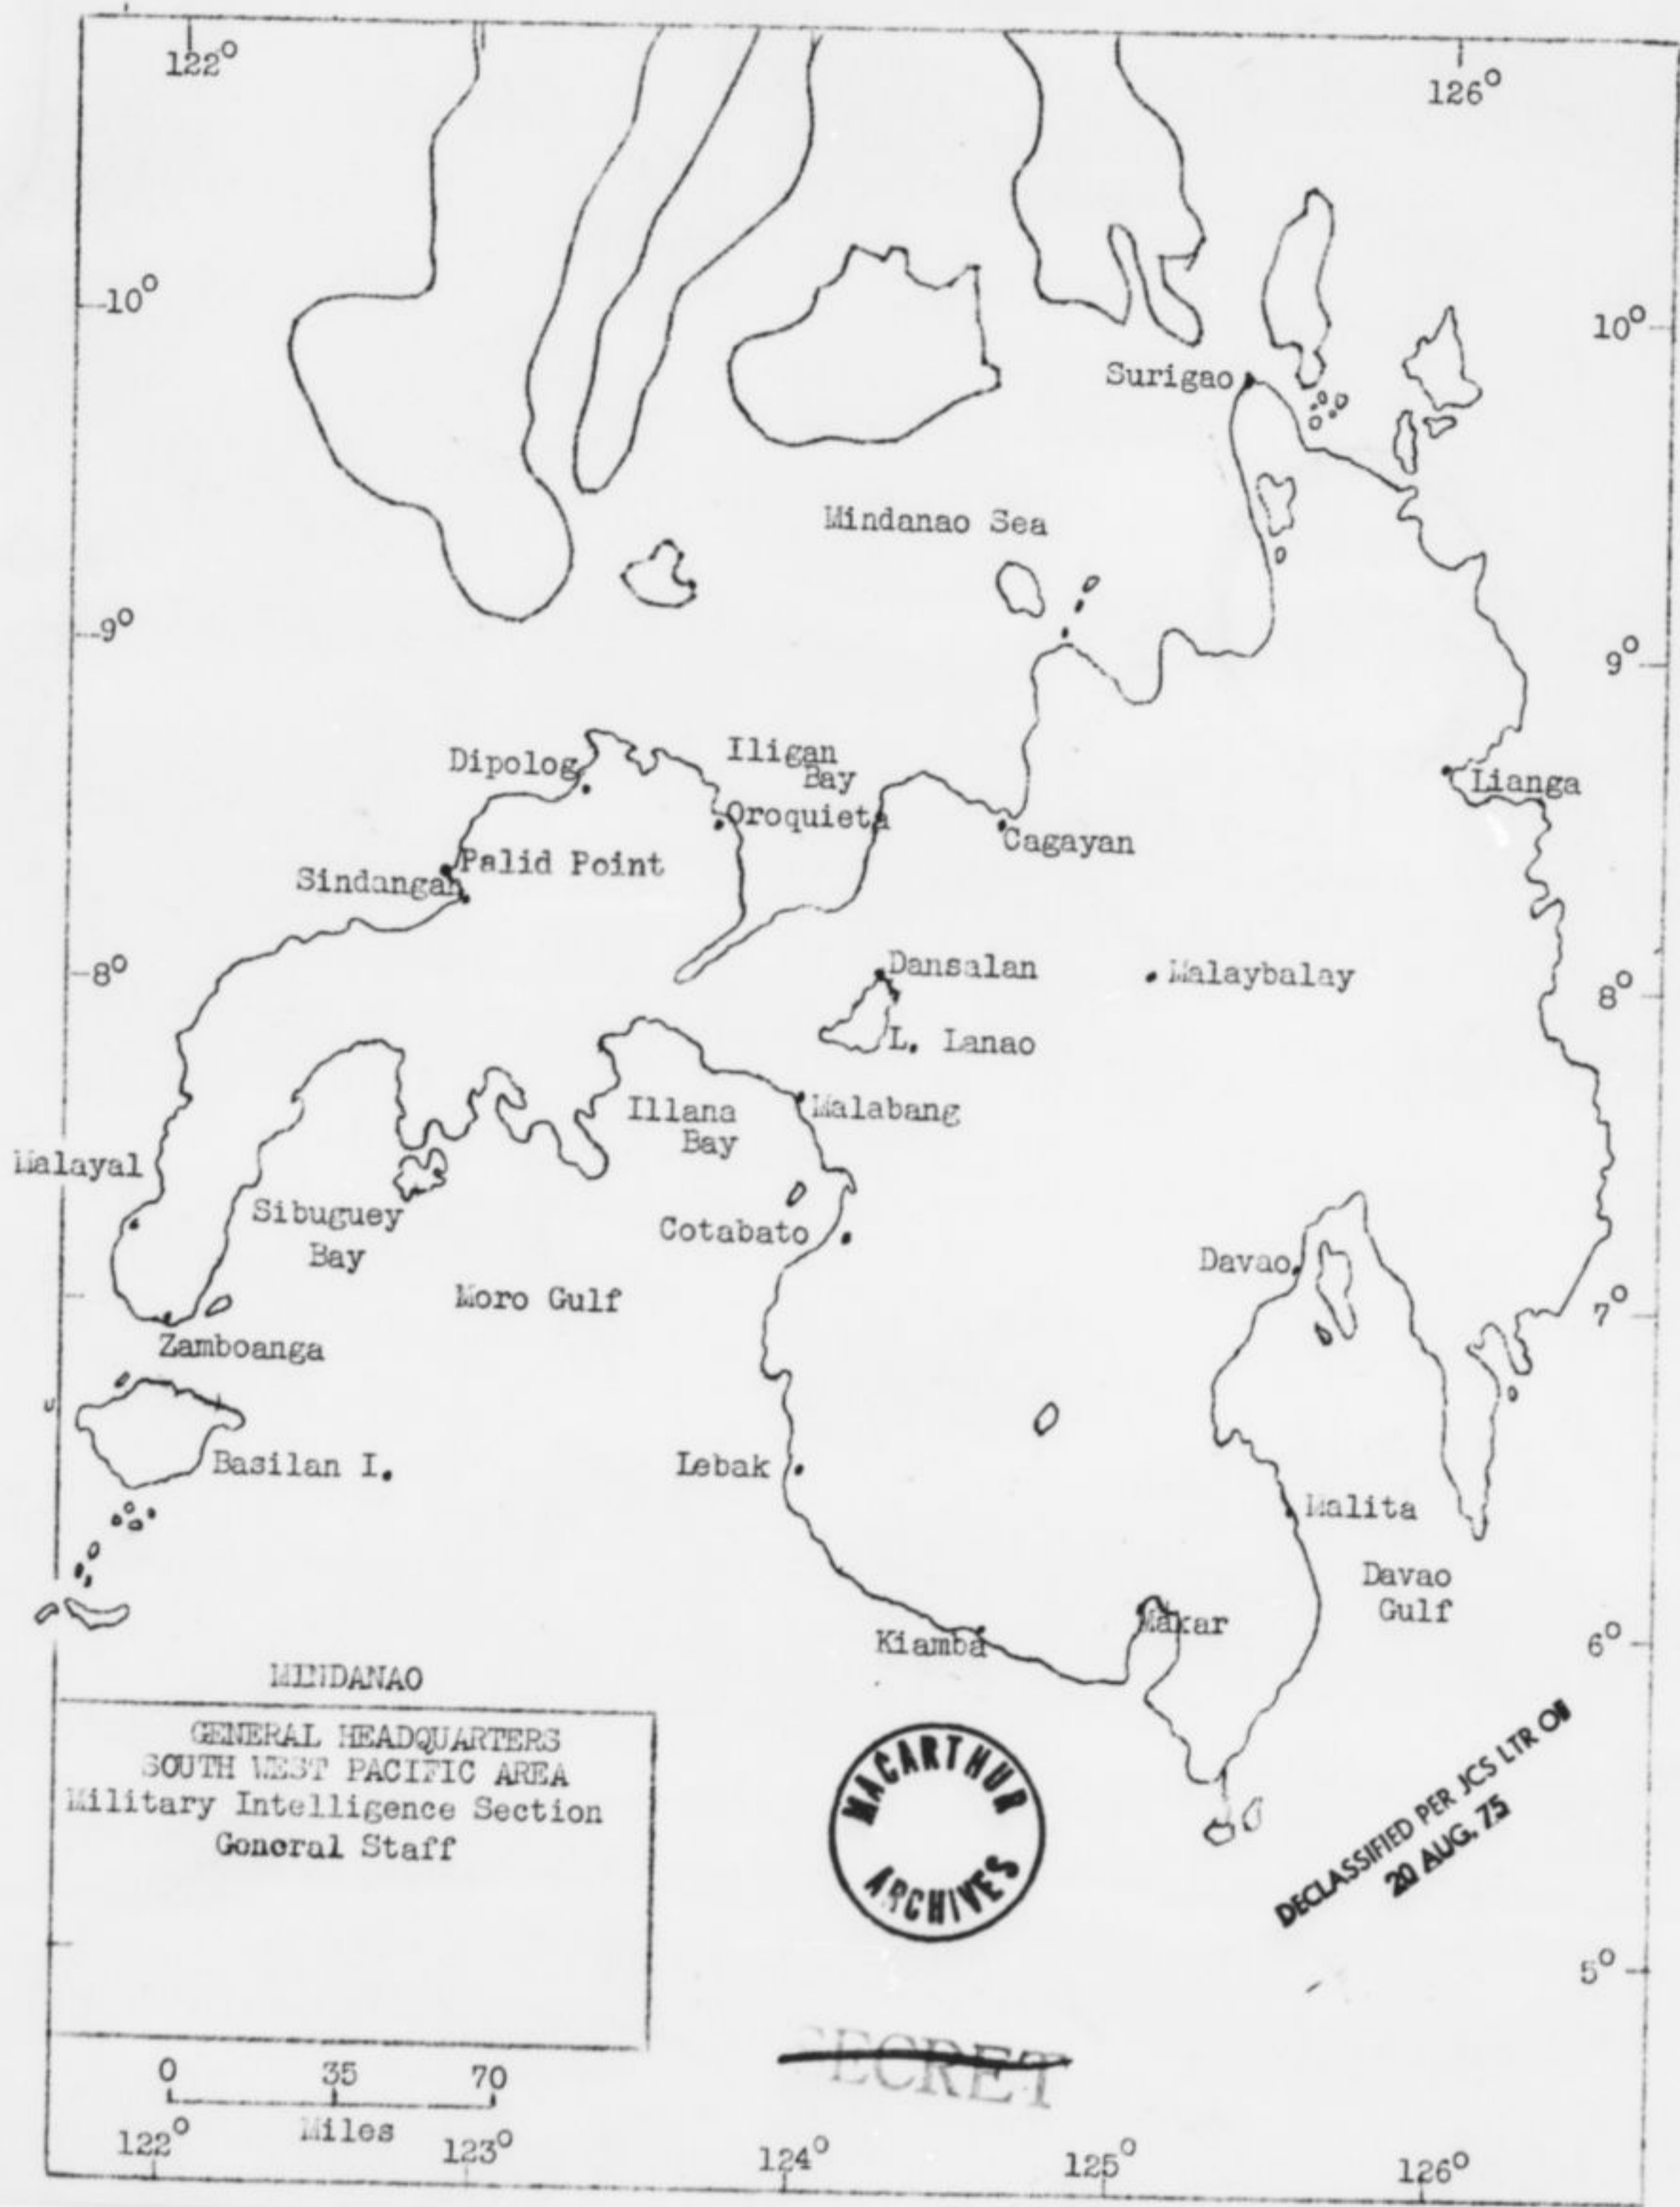 122°
126°
10°
10°
Surigao
Mindanao Sea
9°
9°
Dipolog
Iligan
Bay
Lianga
Oroquieta
Cagayan
Palid Point
Sindangan
8°
Dansalan
Malaybalay
8°
L. Lanao
Illana
Bay
Malabang
Malayal
Sibuguey
Bay
Cotabato
Davao
Moro Gulf
7°
Zamboanga
Basilan I.
Lebak
Malita
Davao
Gulf
Makar
Kiamba
6°
MINDANAO
GENERAL HEADQUARTERS
SOUTH WEST PACIFIC AREA
Military Intelligence Section
General Staff
MACARTHUR
ARCHIVES
DECLASSIFIED PER JCS LTR OF
20 AUG. 75
5°
SECRET
0 35 70
Miles
122° 123° 124° 125° 126°